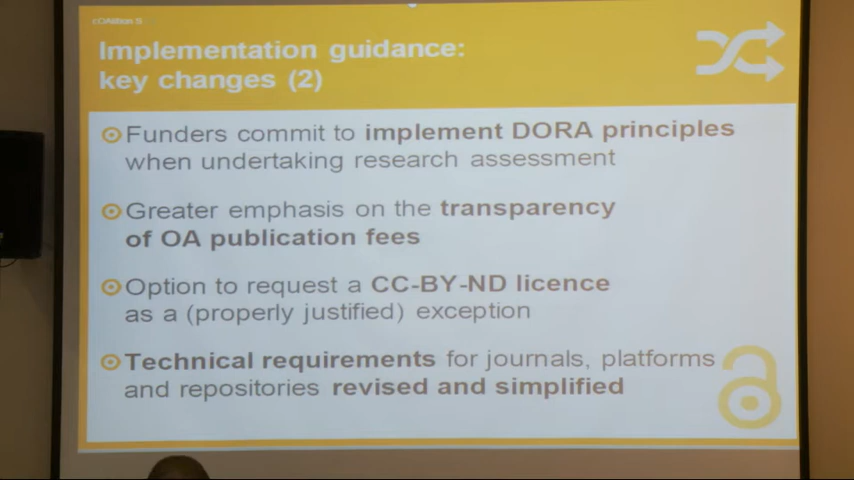 cOAlition S
Implementation guidance:
key changes (2)
Funders commit to implement DORA principles
when undertaking research assessment
Greater emphasis on the transparency
of OA publication fees
Option to request a CC-BY-ND licence
as a (properly justified) exception
Technical requirements for journals, platforms
and repositories revised and simplified